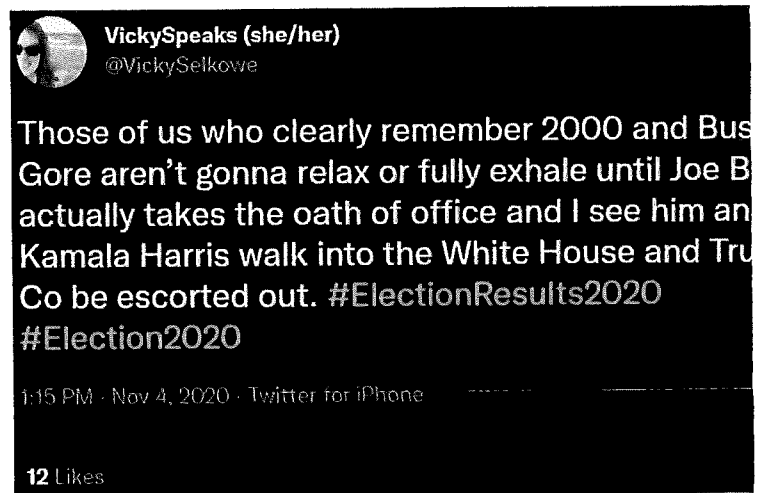 VickySpeaks (she/her)
@VickySelkowe
Those of us who clearly remember 2000 and Bus
Gore aren't gonna relax or fully exhale until Joe B
actually takes the oath of office and I see him an
Kamala Harris walk into the White House and Tru
Co be escorted out. #ElectionResults2020
#Election2020
1:15 PM · Nov 4, 2020 · Twitter for iPhone
12 Likes